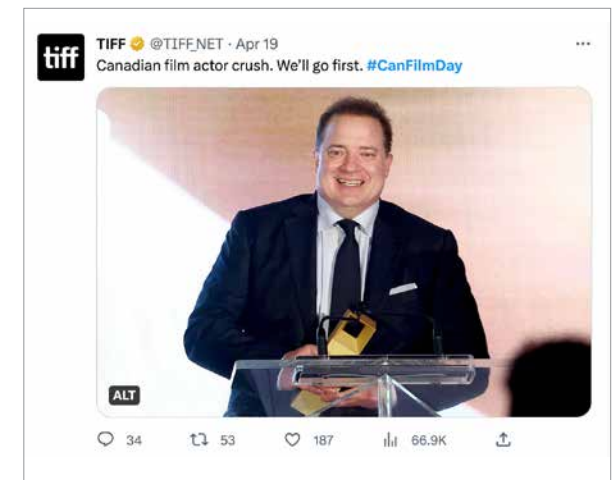 tiff
TIFF @TIFF_NET · Apr 19
Canadian film actor crush. We'll go first. #CanFilmDay
ALT
34 53 187 66.9K